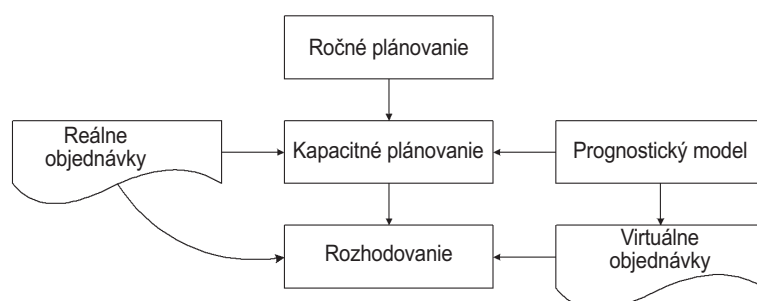 Ročné plánovanie
Reálne
objednávky
Kapacitné plánovanie
Prognostický model
Rozhodovanie
Virtuálne
objednávky